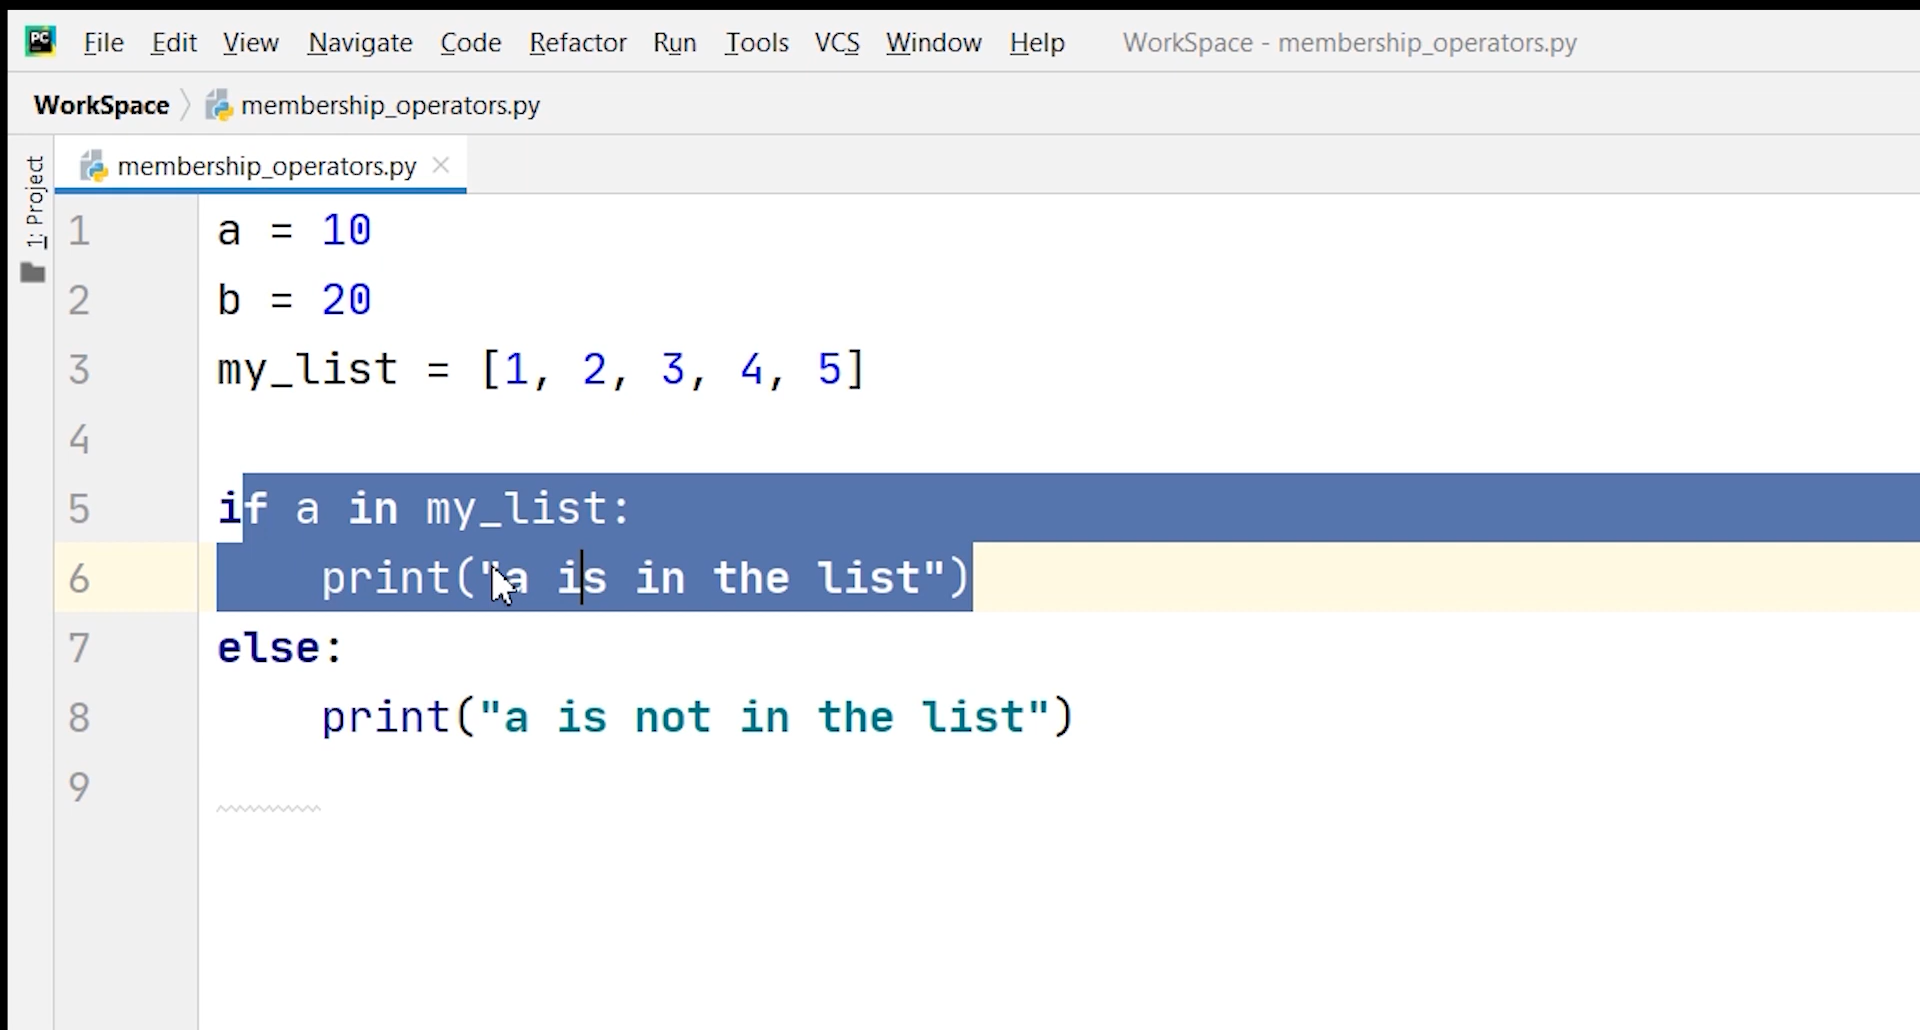 PC File Edit View Navigate Code Refactor Run Tools VCS Window Help WorkSpace - membership_operators.py
WorkSpace membership_operators.py
membership_operators.py
1: Project
1 a = 10
2 b = 20
3 my_list = [1, 2, 3, 4, 5]
4
5 if a in my_list:
6     print("a is in the list")
7 else:
8     print("a is not in the list")
9